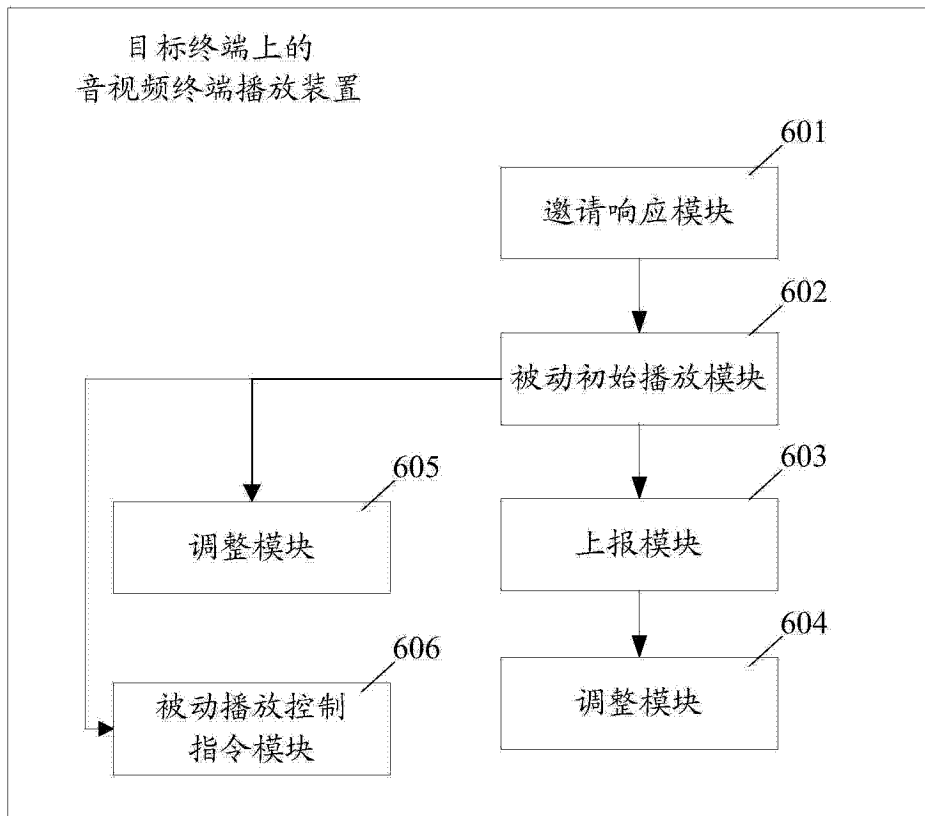 目标终端上的
音视频终端播放装置
601
邀请响应模块
602
被动初始播放模块
603
上报模块
604
调整模块
605
调整模块
606
被动播放控制
指令模块